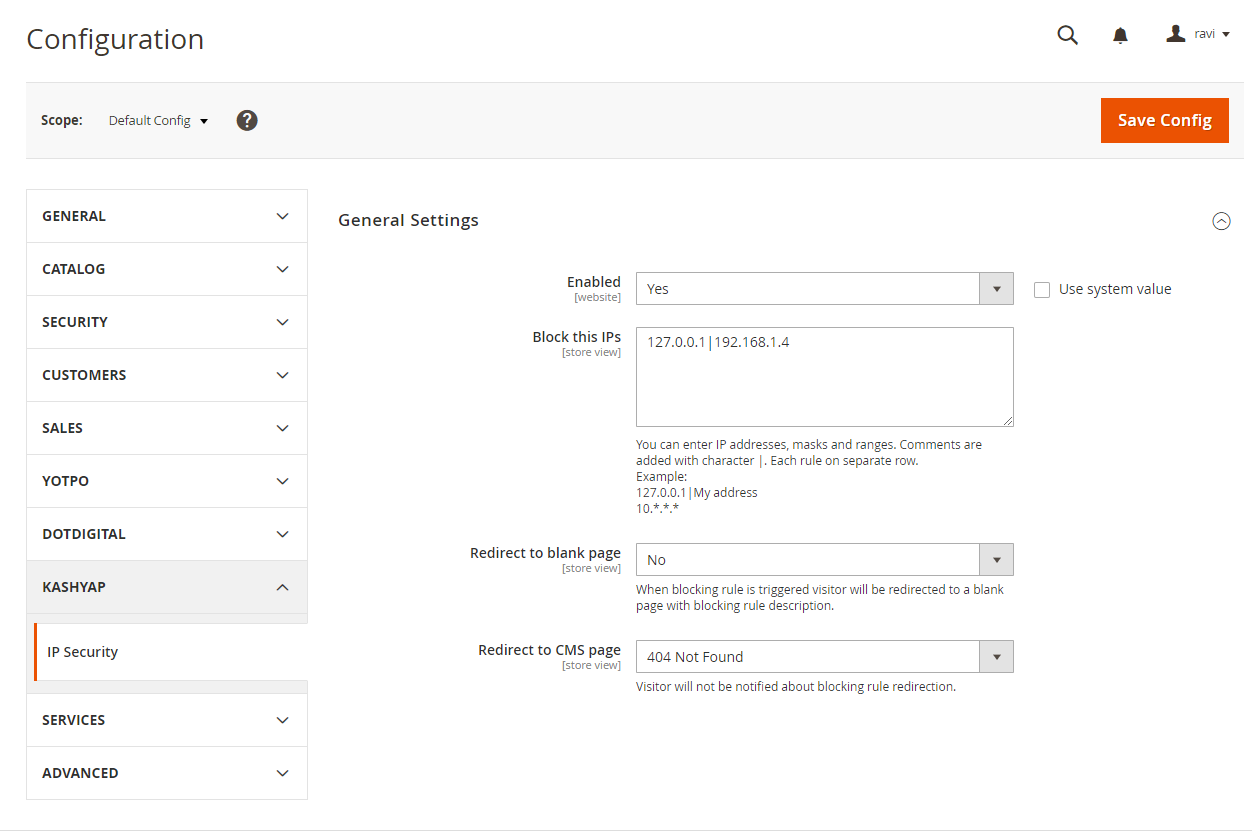 Configuration
ravi
Scope: Default Config ?
Save Config
GENERAL
CATALOG
SECURITY
CUSTOMERS
SALES
YOTPO
DOTDIGITAL
KASHYAP
IP Security
SERVICES
ADVANCED
General Settings
Enabled
[website]
Yes
Use system value
Block this IPs
[store view]
127.0.0.1|192.168.1.4
You can enter IP addresses, masks and ranges. Comments are
added with character |. Each rule on separate row.
Example:
127.0.0.1|My address
10.*.*.*
Redirect to blank page
[store view]
No
When blocking rule is triggered visitor will be redirected to a blank
page with blocking rule description.
Redirect to CMS page
[store view]
404 Not Found
Visitor will not be notified about blocking rule redirection.